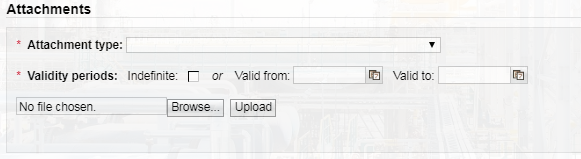 Attachments
* Attachment type:
* Validity periods: Indefinite: or Valid from: Valid to:
No file chosen. Browse... Upload